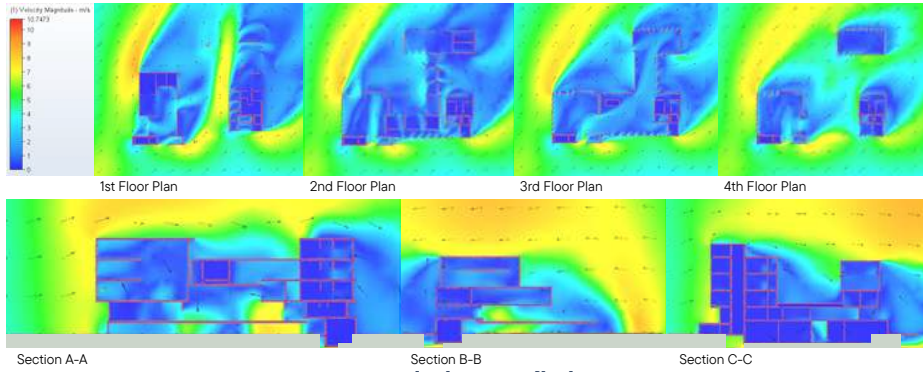 (1) Velocity Magnitude - m/s
10.7473
10
9
8
7
6
5
4
3
2
1
0
1st Floor Plan
2nd Floor Plan
3rd Floor Plan
4th Floor Plan
Section A-A
Section B-B
Section C-C